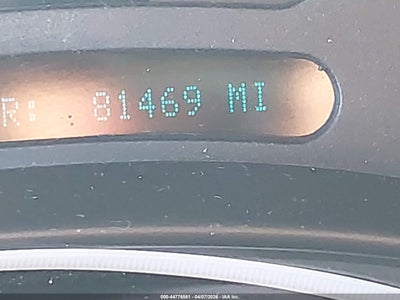 R: 81469 MI
000-44776581 - 04/07/2026 - IAA Inc.